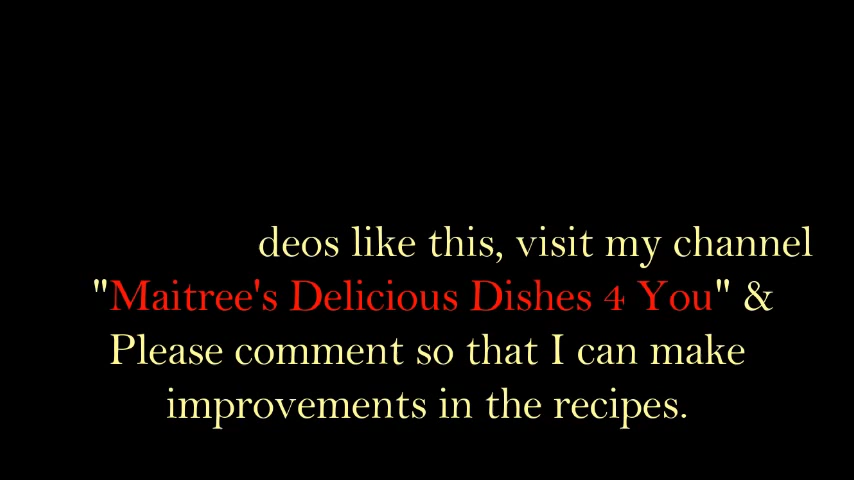 deos like this, visit my channel
"Maitree's Delicious Dishes 4 You" &
Please comment so that I can make
improvements in the recipes.